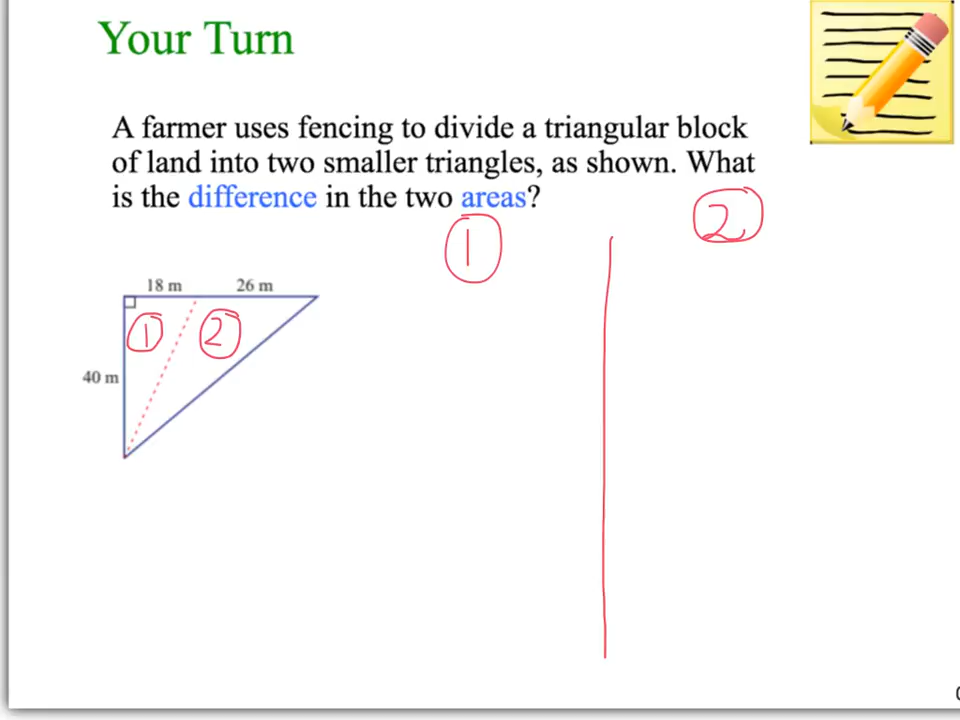 Your Turn
A farmer uses fencing to divide a triangular block
of land into two smaller triangles, as shown. What
is the difference in the two areas?
1
2
18 m
26 m
1
2
40 m